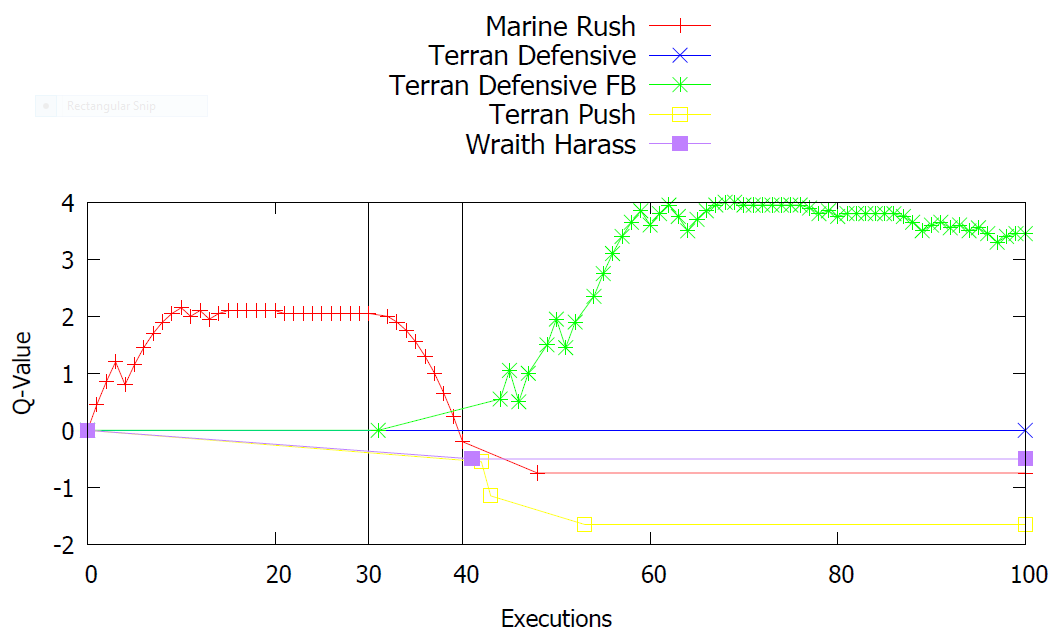 Marine Rush
Terran Defensive
Terran Defensive FB
Terran Push
Wraith Harass
Rectangular Snip
4
3
2
1
0
-1
-2
Q-Value
0 20 30 40 60 80 100
Executions